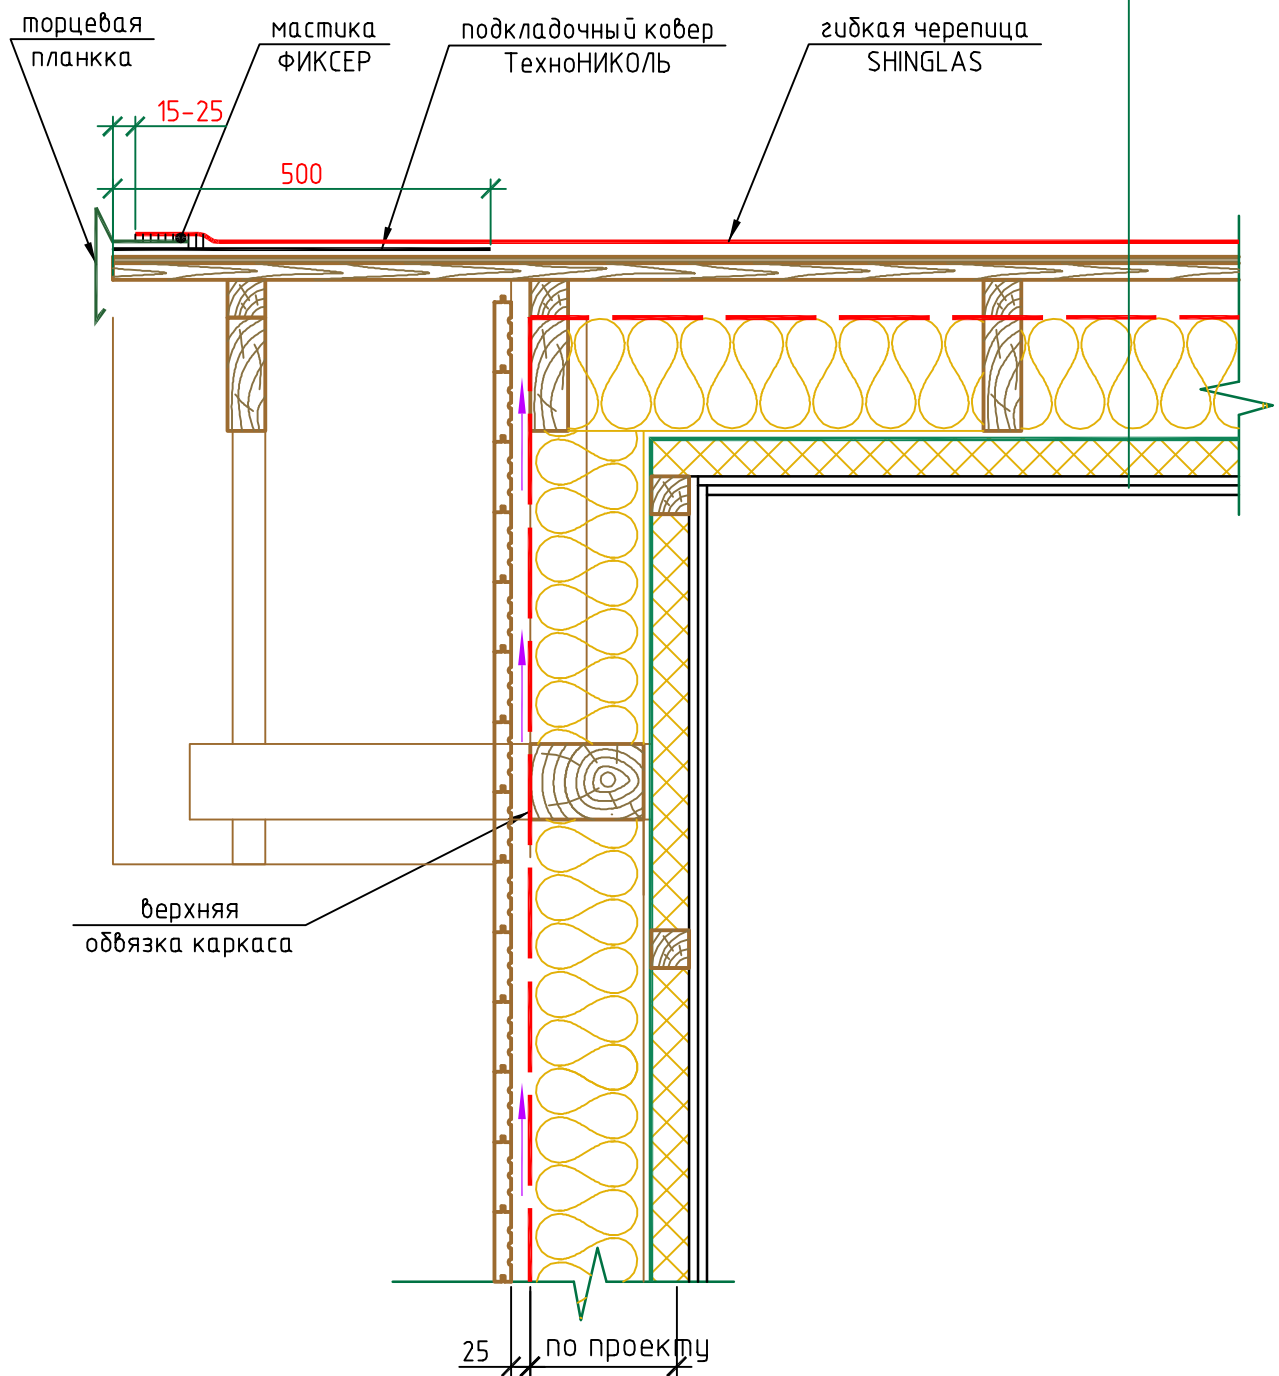 торцевая
планкка
мастика
ФИКСЕР
подкладочный ковер
ТехноНИКОЛЬ
гибкая черепица
SHINGLAS
15-25
500
верхняя
обвязка каркаса
25
по проекту